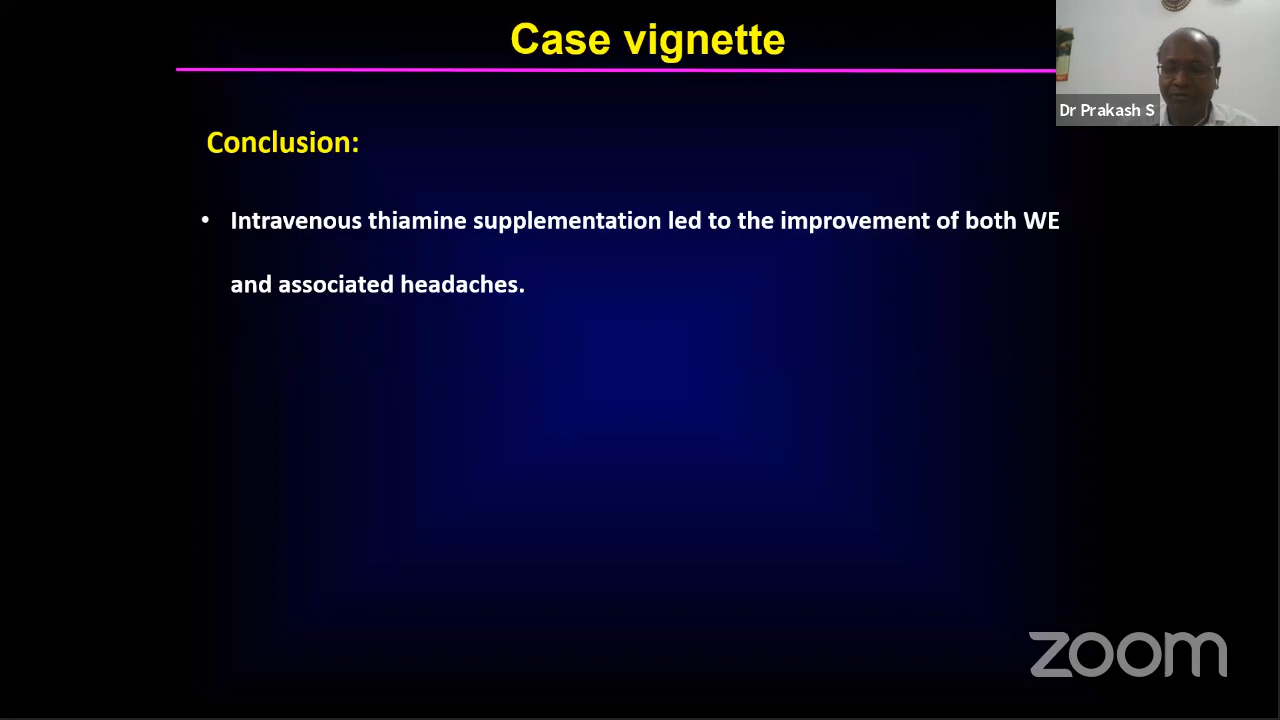 Case vignette
Dr Prakash S
Conclusion:
• Intravenous thiamine supplementation led to the improvement of both WE
and associated headaches.
zoom